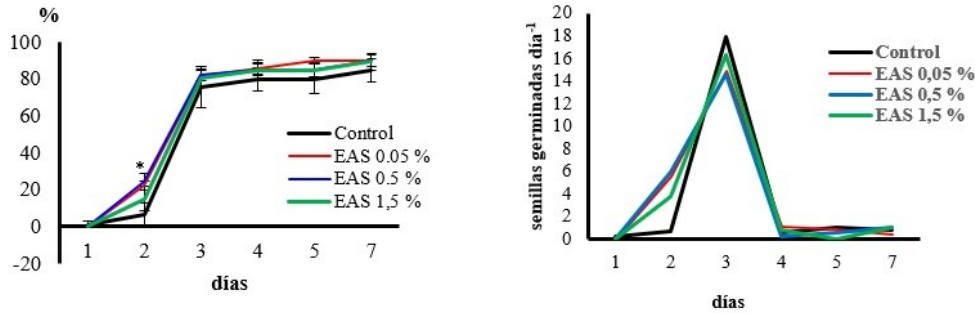 %
100
80
60
40
20
0
-20
*
1 2 3 4 5 7
días
Control
EAS 0.05 %
EAS 0.5 %
EAS 1,5 %
semillas germinadas día-1
20
18
16
14
12
10
8
6
4
2
0
1 2 3 4 5 7
días
Control
EAS 0,05 %
EAS 0,5 %
EAS 1,5 %